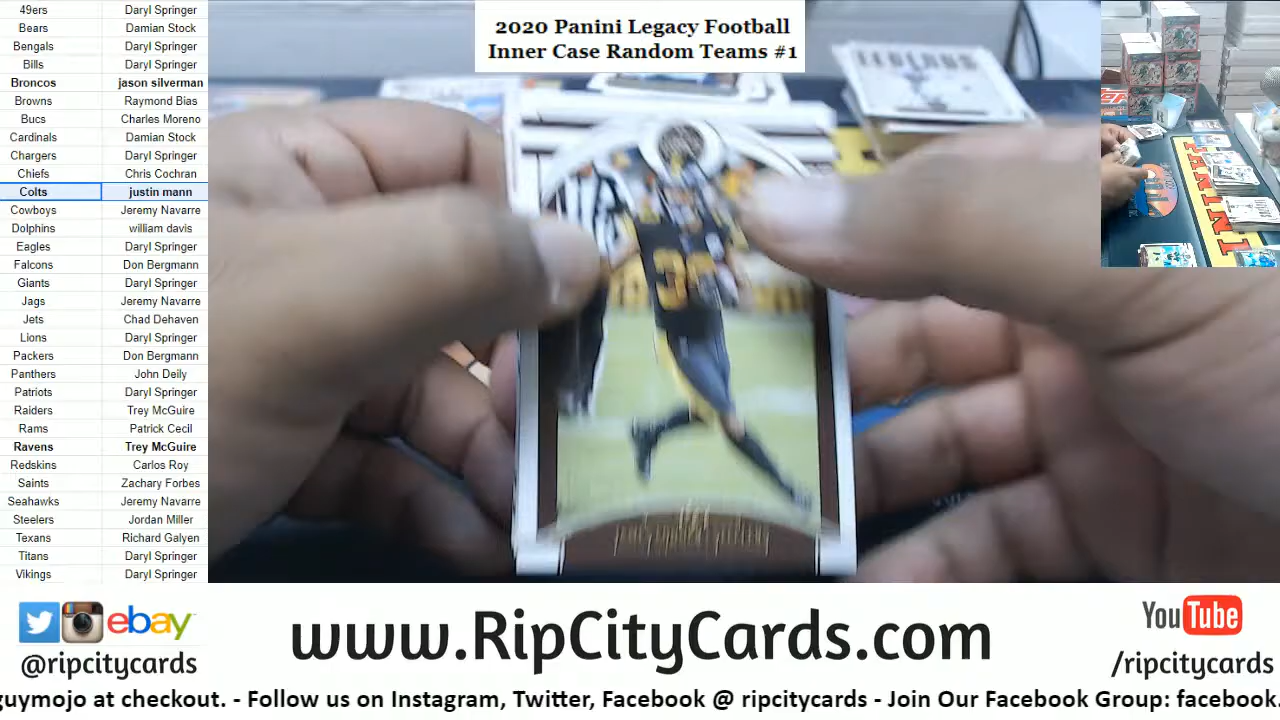 2020 Panini Legacy Football
Inner Case Random Teams #1
49ers Daryl Springer
Bears Damian Stock
Bengals Daryl Springer
Bills Daryl Springer
Broncos jason silverman
Browns Raymond Bias
Bucs Charles Moreno
Cardinals Damian Stock
Chargers Daryl Springer
Chiefs Chris Cochran
Colts justin mann
Cowboys Jeremy Navarre
Dolphins william davis
Eagles Daryl Springer
Falcons Don Bergmann
Giants Daryl Springer
Jags Jeremy Navarre
Jets Chad Dehaven
Lions Daryl Springer
Packers Don Bergmann
Panthers John Deily
Patriots Daryl Springer
Raiders Trey McGuire
Rams Patrick Cecil
Ravens Trey McGuire
Redskins Carlos Roy
Saints Zachary Forbes
Seahawks Jeremy Navarre
Steelers Jordan Miller
Texans Richard Galyen
Titans Daryl Springer
Vikings Daryl Springer
PANINI
ebay
@ripcitycards
www.RipCityCards.com
YouTube
/ripcitycards
guymojo at checkout. - Follow us on Instagram, Twitter, Facebook @ ripcitycards - Join Our Facebook Group: facebook.